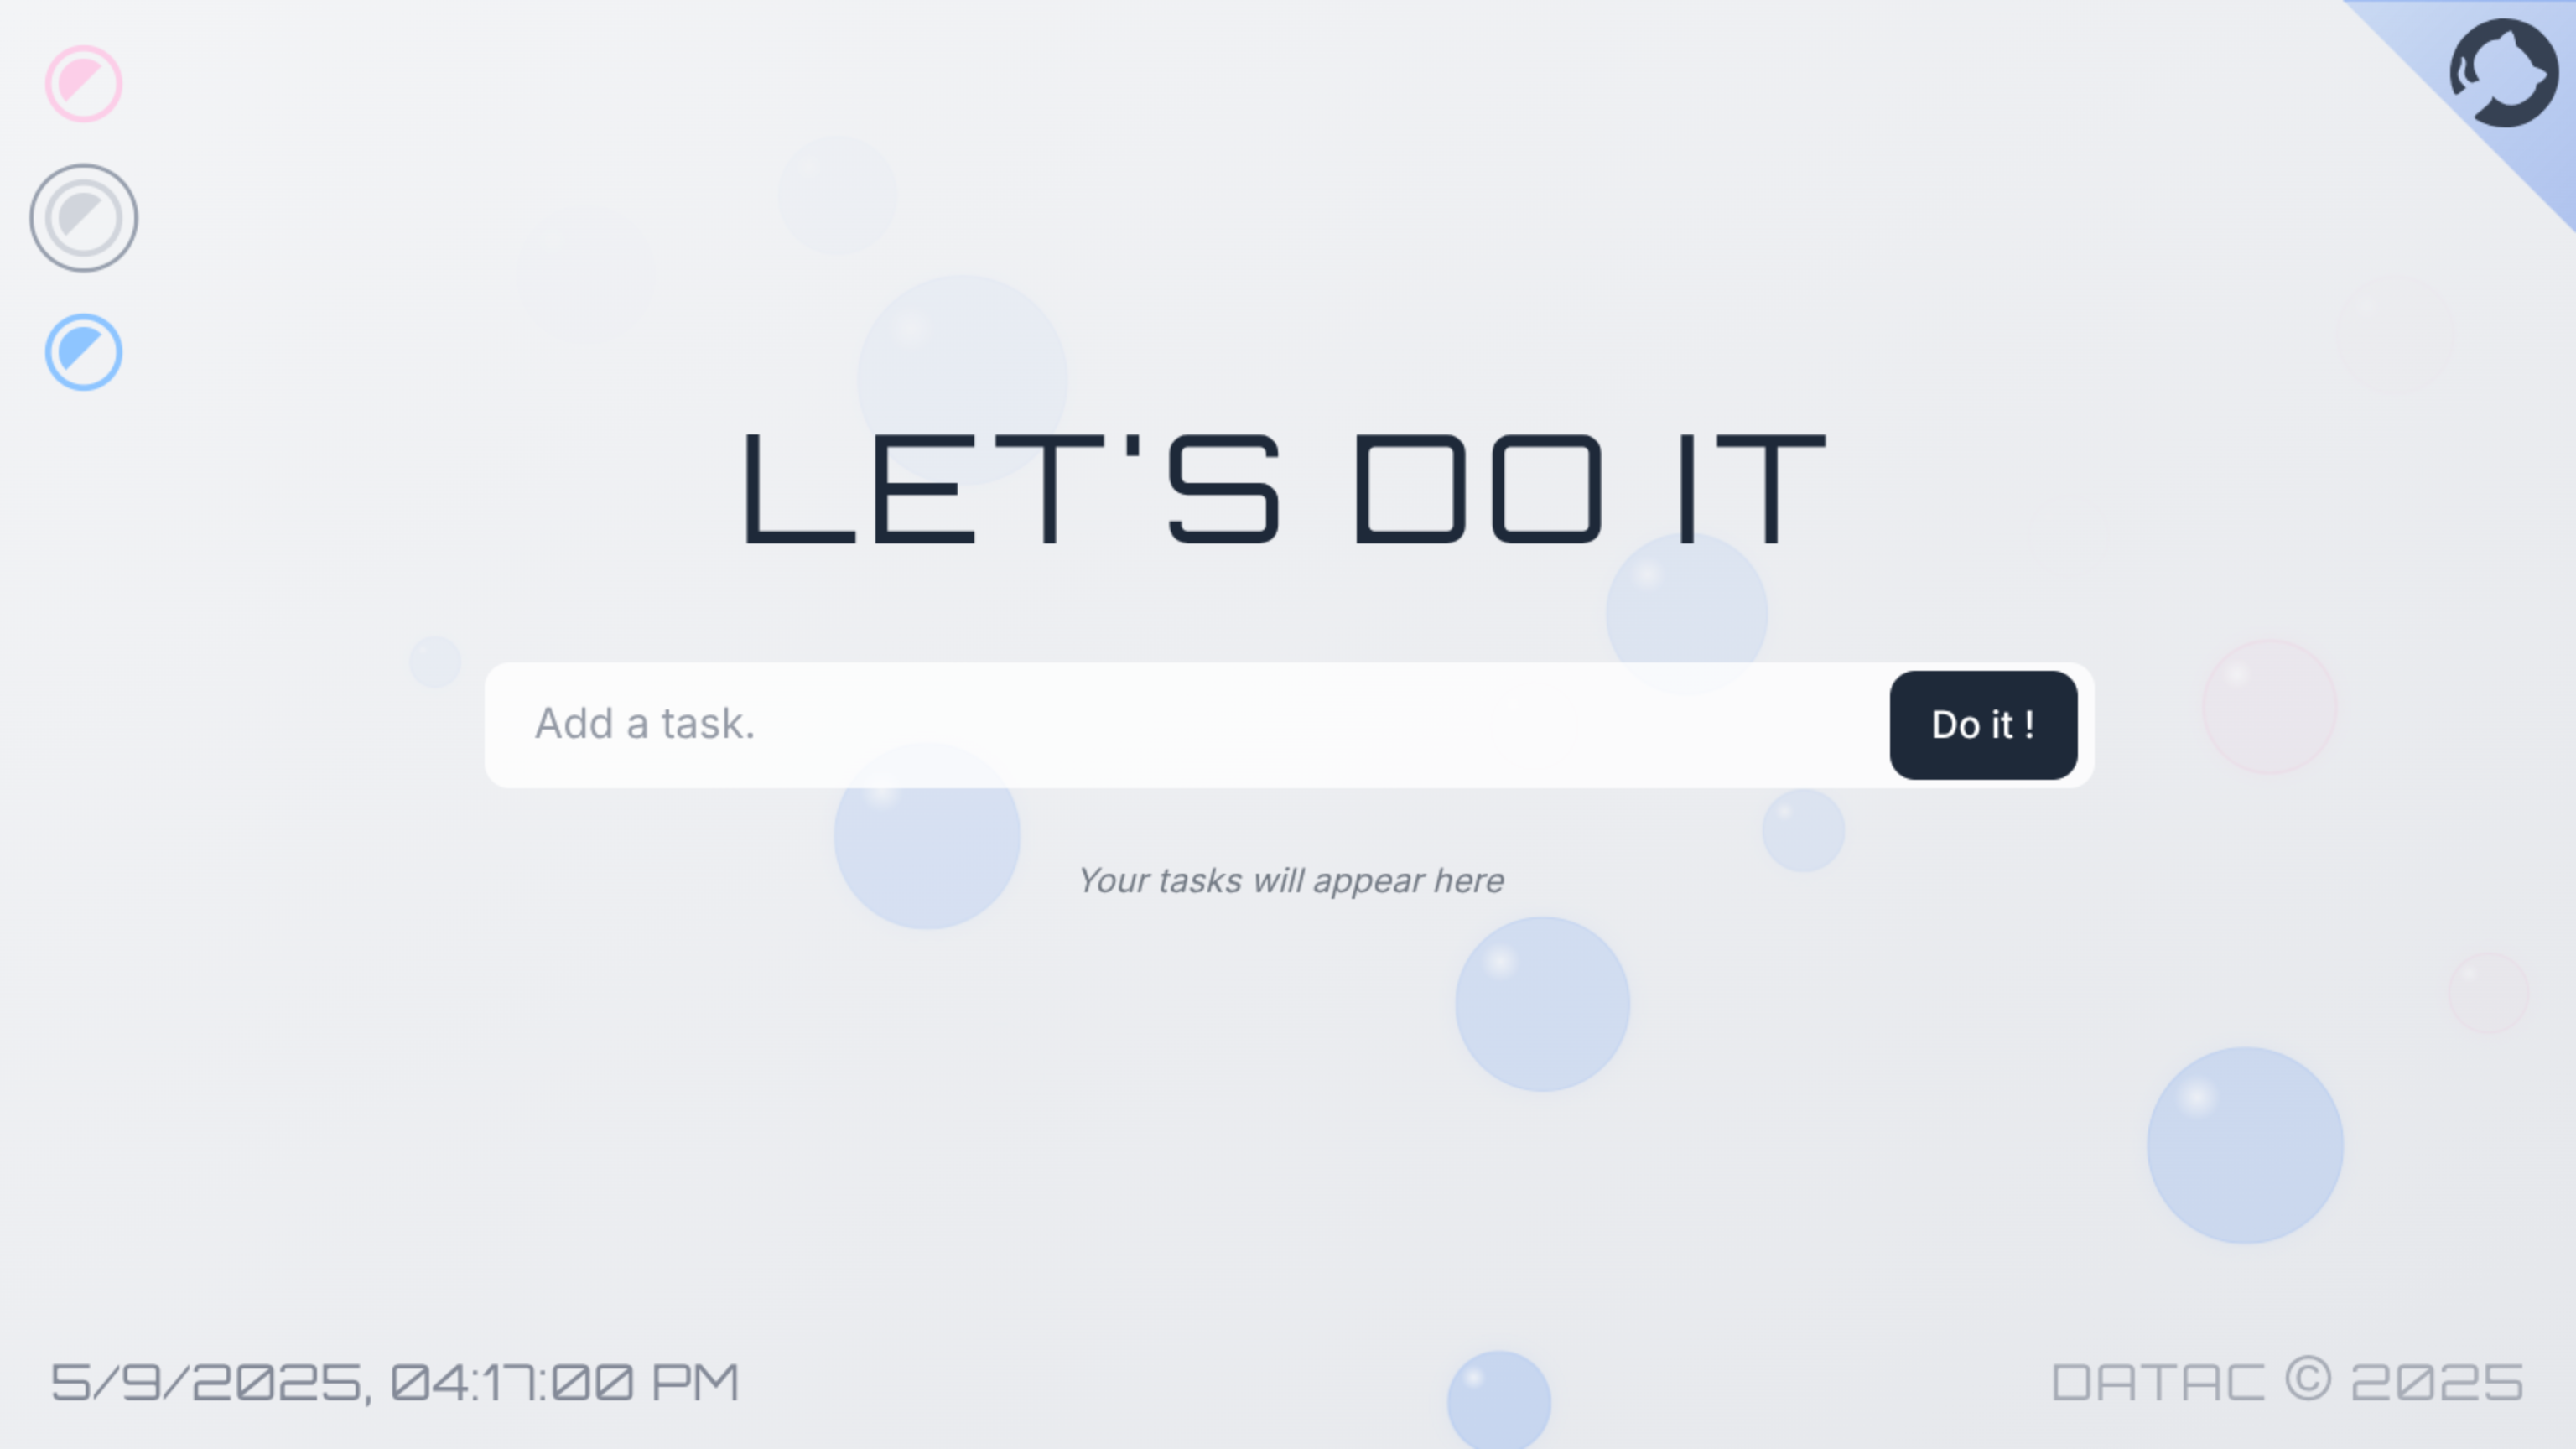 LET'S DO IT
Add a task.
Do it !
Your tasks will appear here
5/9/2025, 04:17:00 PM
DATAC © 2025